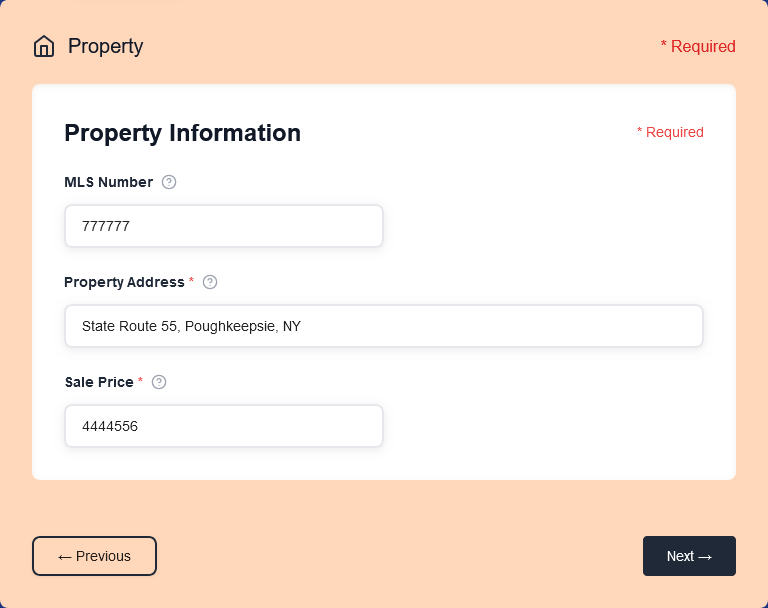 Property
* Required
Property Information
* Required
MLS Number
777777
Property Address *
State Route 55, Poughkeepsie, NY
Sale Price *
4444556
← Previous
Next →